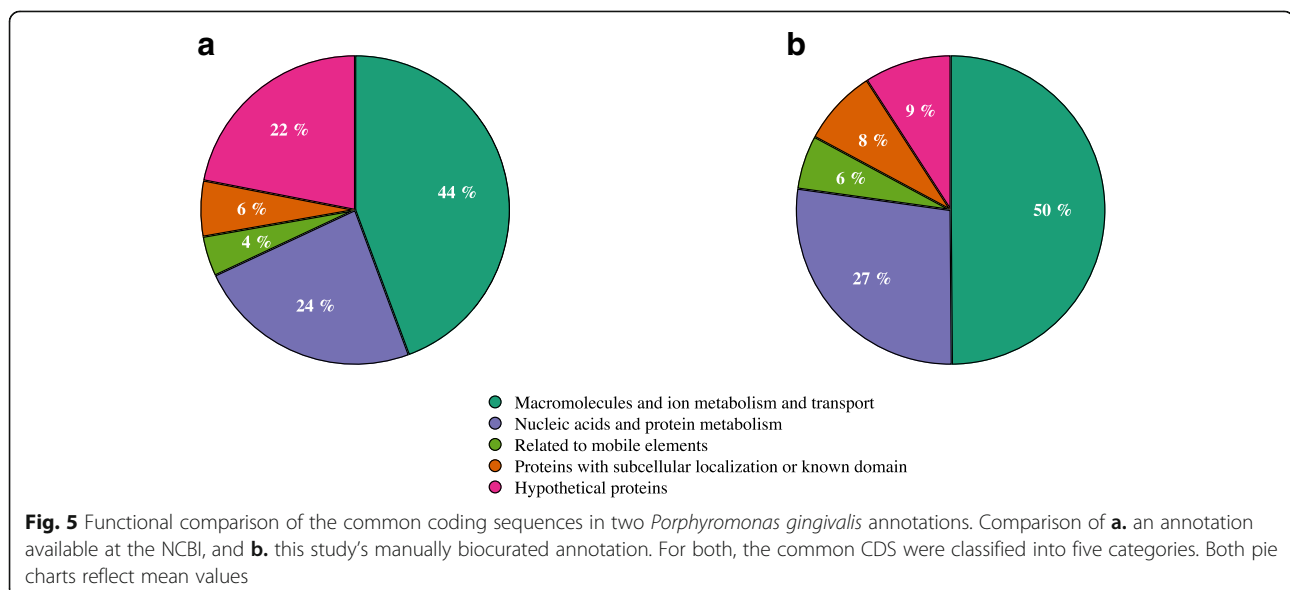 a
b
22 %
44 %
6 %
4 %
24 %
9 %
8 %
6 %
50 %
27 %
Macromolecules and ion metabolism and transport
Nucleic acids and protein metabolism
Related to mobile elements
Proteins with subcellular localization or known domain
Hypothetical proteins
Fig. 5 Functional comparison of the common coding sequences in two Porphyromonas gingivalis annotations. Comparison of a. an annotation
available at the NCBI, and b. this study's manually biocurated annotation. For both, the common CDS were classified into five categories. Both pie
charts reflect mean values